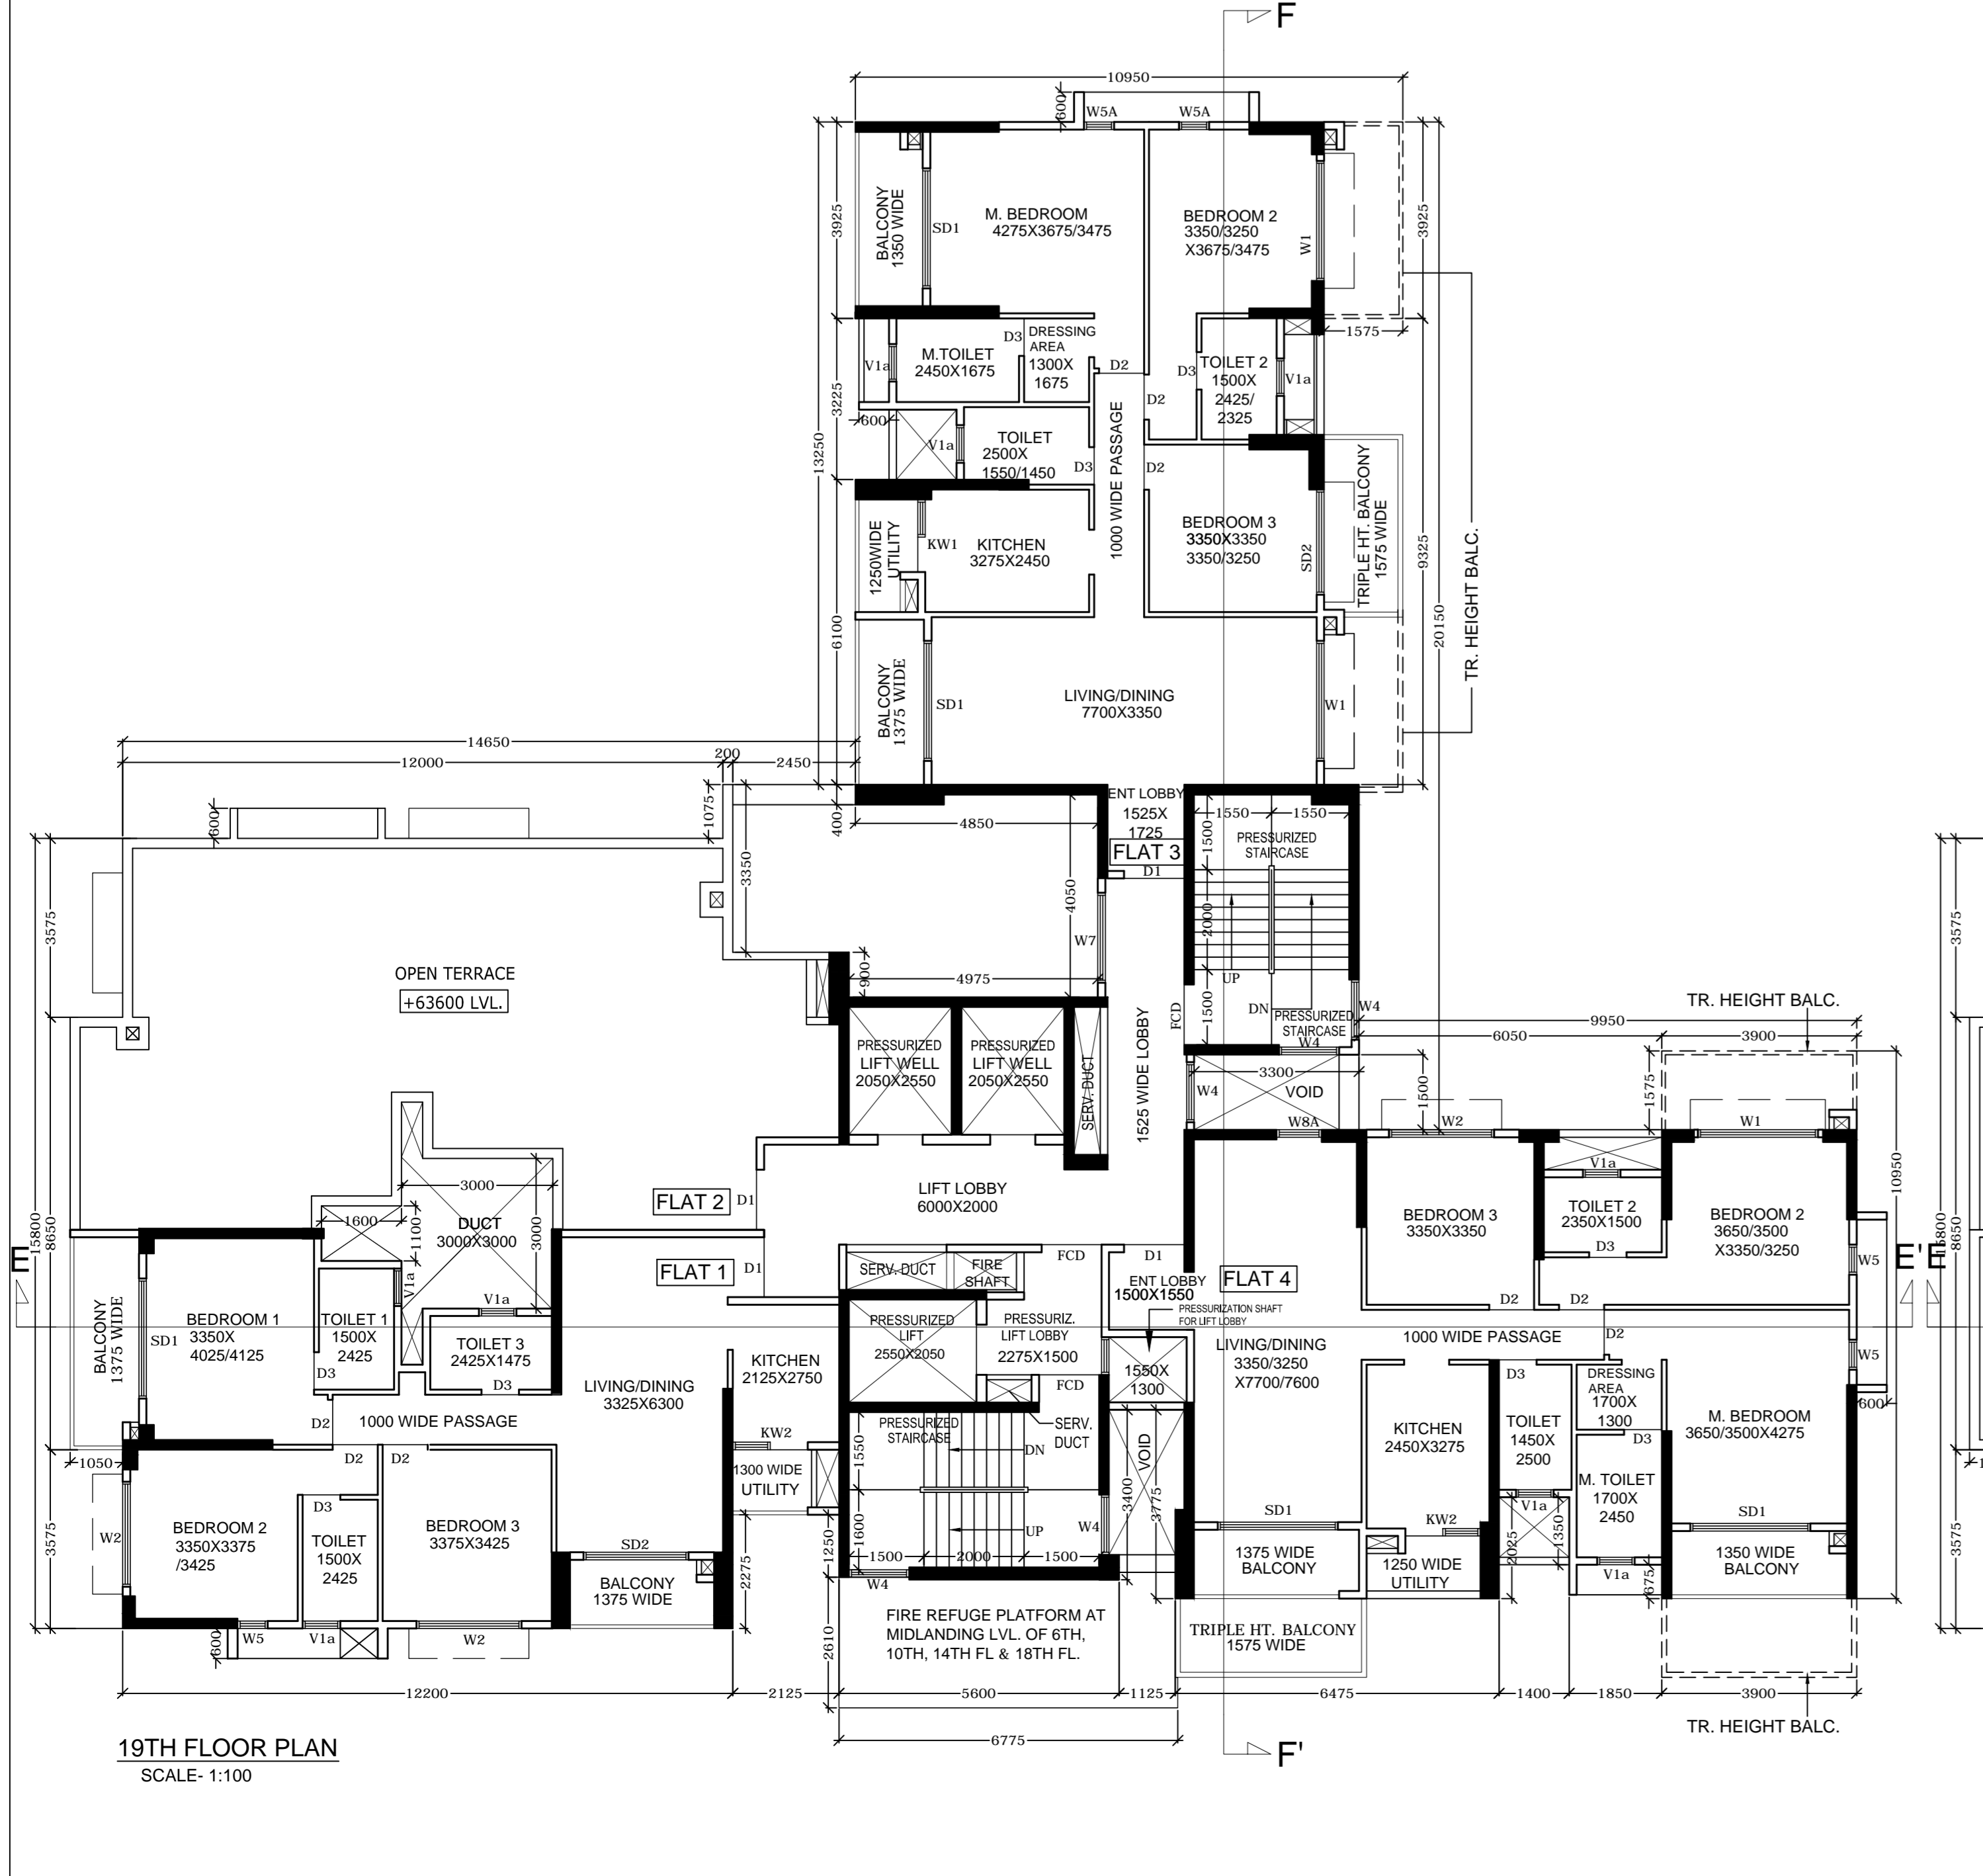 F
10950
600
W5A
W5A
BALCONY
1350 WIDE
SD1
M. BEDROOM
4275X3675/3475
BEDROOM 2
3350/3250
X3675/3475
W1
3925
3925
1575
TR. HEIGHT BALC.
V1a
M.TOILET
2450X1675
D3
DRESSING
AREA
1300X
1675
D2
D3
TOILET 2
1500X
2425/
2325
V1a
D2
3225
13250
600
V1a
TOILET
2500X
1550/1450
D3
1000 WIDE PASSAGE
D2
1250WIDE
UTILITY
KW1
KITCHEN
3275X2450
BEDROOM 3
3350X3350
3350/3250
SD2
TRIPLE HT. BALCONY
1575 WIDE
9325
20150
6100
BALCONY
1375 WIDE
SD1
LIVING/DINING
7700X3350
W1
14650
12000
200
2450
1075
400
600
3350
4850
4050
W7
900
4975
ENT LOBBY
1525X
1725
FLAT 3
D1
1550
1550
1500
PRESSURIZED
STAIRCASE
2000
UP
1500
DN
FCD
PRESSURIZED
STAIRCASE
W4
W4
3575
OPEN TERRACE
+63600 LVL.
PRESSURIZED
LIFT WELL
2050X2550
PRESSURIZED
LIFT WELL
2050X2550
SERV. DUCT
1525 WIDE LOBBY
W4
3300
VOID
W8A
1500
TR. HEIGHT BALC.
9950
6050
3900
1575
W2
W1
10950
3575
15800
8650
3000
1600
1100
DUCT
3000X3000
3000
FLAT 2
D1
LIFT LOBBY
6000X2000
BEDROOM 3
3350X3350
V1a
TOILET 2
2350X1500
D3
BEDROOM 2
3650/3500
X3350/3250
W5
15800
8650
E
E'
E
FLAT 1
D1
SERV. DUCT
FIRE
SHAFT
FCD
D1
ENT LOBBY
1500X1550
FLAT 4
PRESSURIZATION SHAFT
FOR LIFT LOBBY
D2
D2
BALCONY
1375 WIDE
SD1
BEDROOM 1
3350X
4025/4125
TOILET 1
1500X
2425
D3
V1a
V1a
TOILET 3
2425X1475
D3
LIVING/DINING
3325X6300
KITCHEN
2125X2750
PRESSURIZED
LIFT
2550X2050
PRESSURIZ.
LIFT LOBBY
2275X1500
FCD
1550X
1300
LIVING/DINING
3350/3250
X7700/7600
1000 WIDE PASSAGE
D2
W5
D3
DRESSING
AREA
1700X
1300
600
D2
1000 WIDE PASSAGE
D2
D2
1050
KW2
1300 WIDE
UTILITY
PRESSURIZED
STAIRCASE
1550
DN
SERV.
DUCT
VOID
3400
3775
KITCHEN
2450X3275
TOILET
1450X
2500
D3
M. BEDROOM
3650/3500X4275
M. TOILET
1700X
2450
3575
W2
BEDROOM 2
3350X3375
/3425
D3
TOILET
1500X
2425
BEDROOM 3
3375X3425
SD2
BALCONY
1375 WIDE
1250
2275
1600
UP
1500
2000
1500
W4
W4
SD1
1375 WIDE
BALCONY
KW2
1250 WIDE
UTILITY
2025
V1a
1350
V1a
675
SD1
1350 WIDE
BALCONY
3575
W5
V1a
W2
600
2610
FIRE REFUGE PLATFORM AT
MIDLANDING LVL. OF 6TH,
10TH, 14TH FL & 18TH FL.
TRIPLE HT. BALCONY
1575 WIDE
12200
2125
5600
1125
6475
1400
1850
3900
6775
TR. HEIGHT BALC.
F'
19TH FLOOR PLAN
SCALE- 1:100